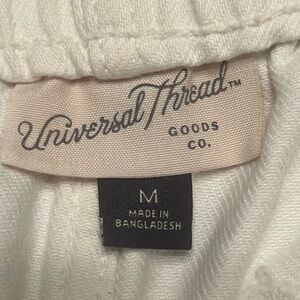 Universal Thread™
GOODS
CO.
M
MADE IN
BANGLADESH